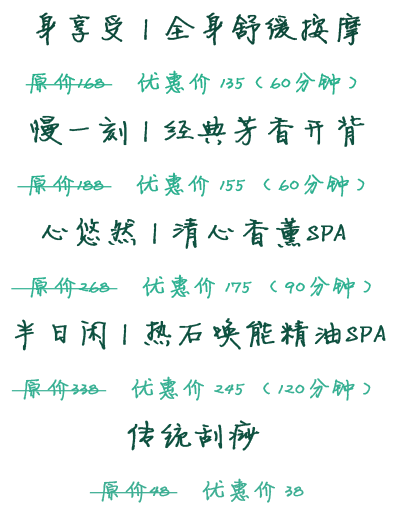 身享受 | 全身舒缓按摩
原价168 优惠价 135 (60分钟)
慢一刻 | 经典芳香开背
原价188 优惠价 155 (60分钟)
心悠然 | 清心香薰SPA
原价268 优惠价 175 (90分钟)
半日闲 | 热石唤能精油SPA
原价338 优惠价 245 (120分钟)
传统刮痧
原价48 优惠价 38